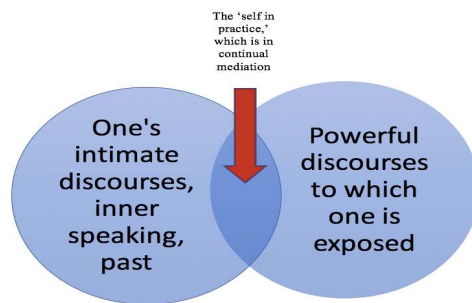 The ‘self in
practice,’
which is in
continual
mediation
One's
intimate
discourses,
inner
speaking,
past
Powerful
discourses
to which
one is
exposed